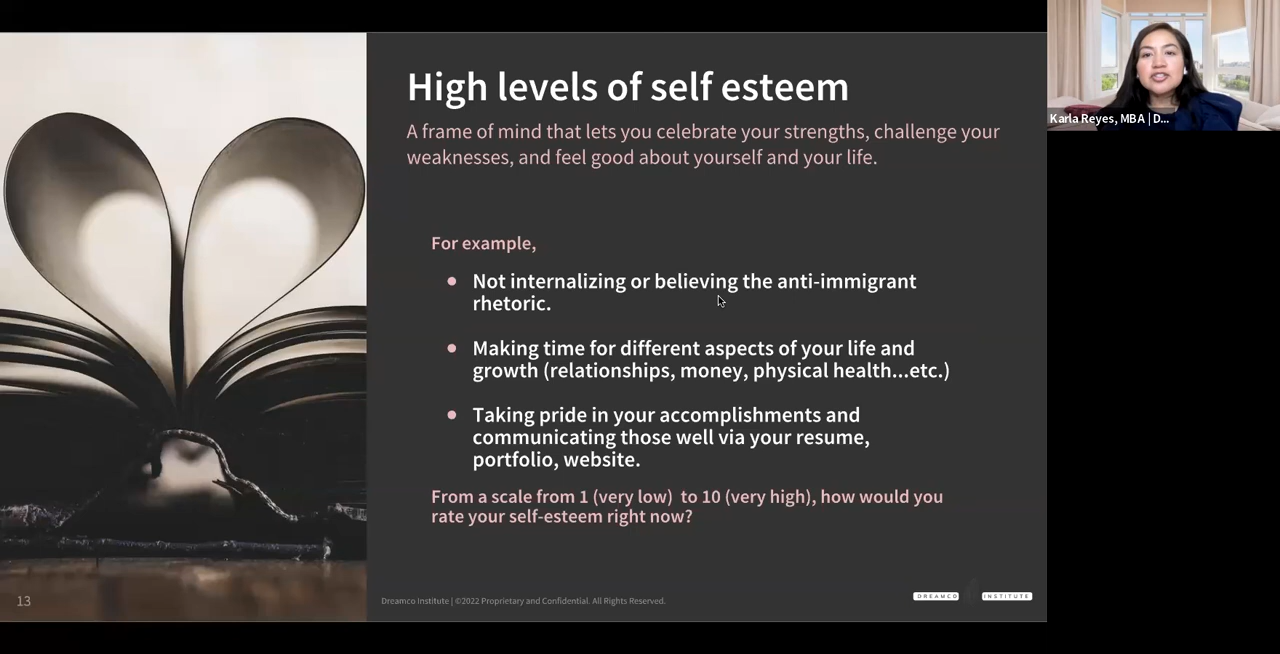 High levels of self esteem
A frame of mind that lets you celebrate your strengths, challenge your
weaknesses, and feel good about yourself and your life.
For example,
● Not internalizing or believing the anti-immigrant
rhetoric.
● Making time for different aspects of your life and
growth (relationships, money, physical health...etc.)
● Taking pride in your accomplishments and
communicating those well via your resume,
portfolio, website.
From a scale from 1 (very low)  to 10 (very high), how would you
rate your self-esteem right now?
13
Dreamco Institute | ©2022 Proprietary and Confidential. All Rights Reserved.
DREAMCO INSTITUTE
Karla Reyes, MBA | D...